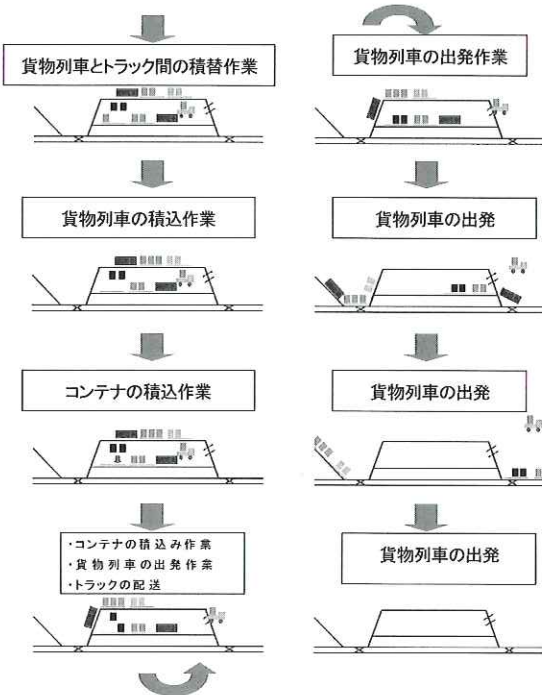 貨物列車とトラック間の積替作業
貨物列車の積込作業
コンテナの積込作業
・コンテナの積込み作業
・貨物列車の出発作業
・トラックの配送
貨物列車の出発作業
貨物列車の出発
貨物列車の出発
貨物列車の出発